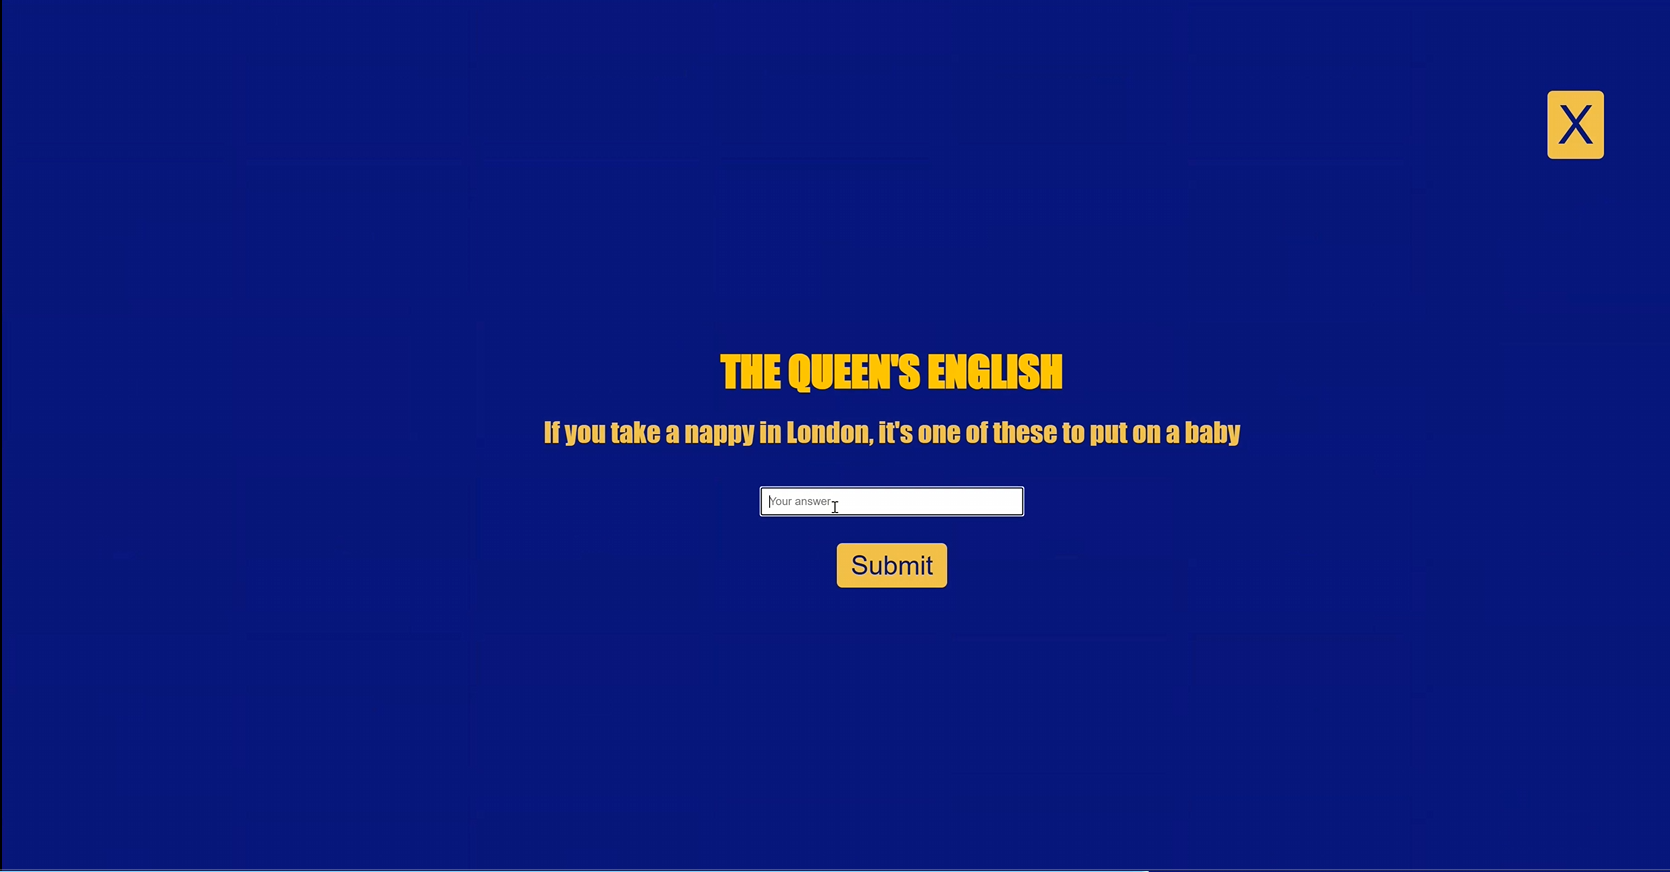 X
THE QUEEN'S ENGLISH
If you take a nappy in London, it's one of these to put on a baby
Your answer
Submit